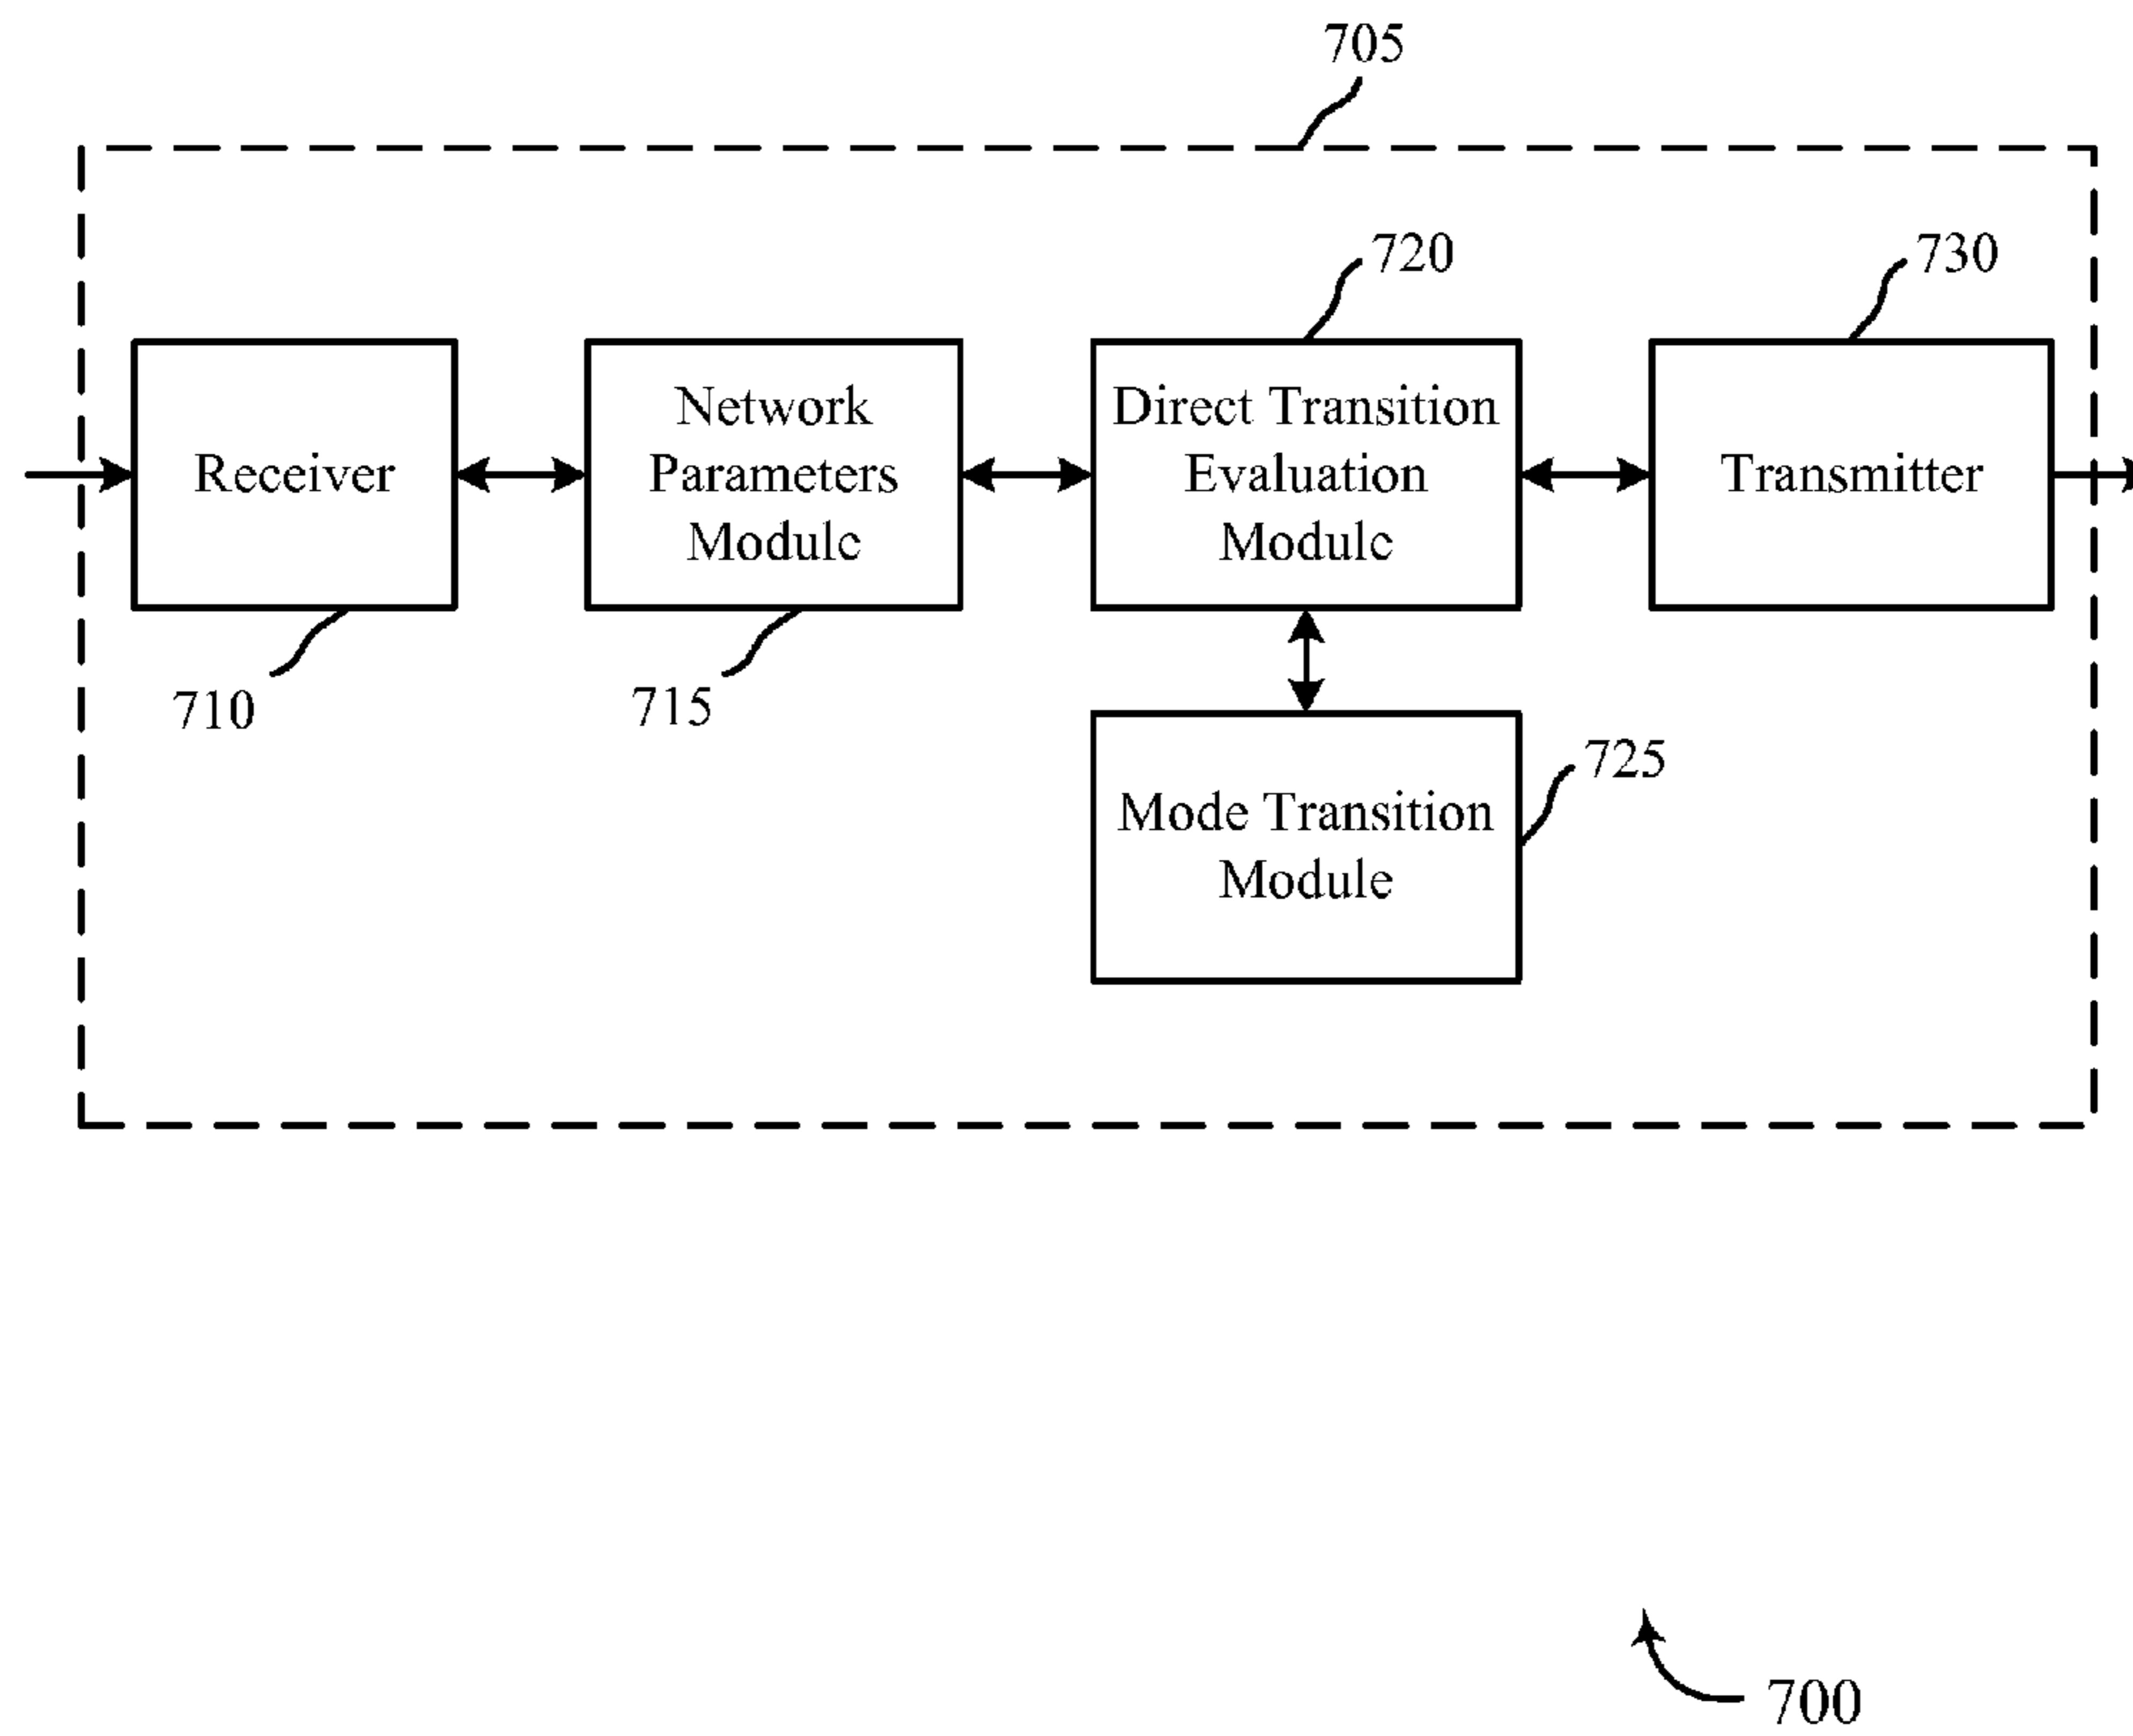 705
720
730
Receiver
Network
Parameters
Module
Direct Transition
Evaluation
Module
Transmitter
710
715
725
Mode Transition
Module
700